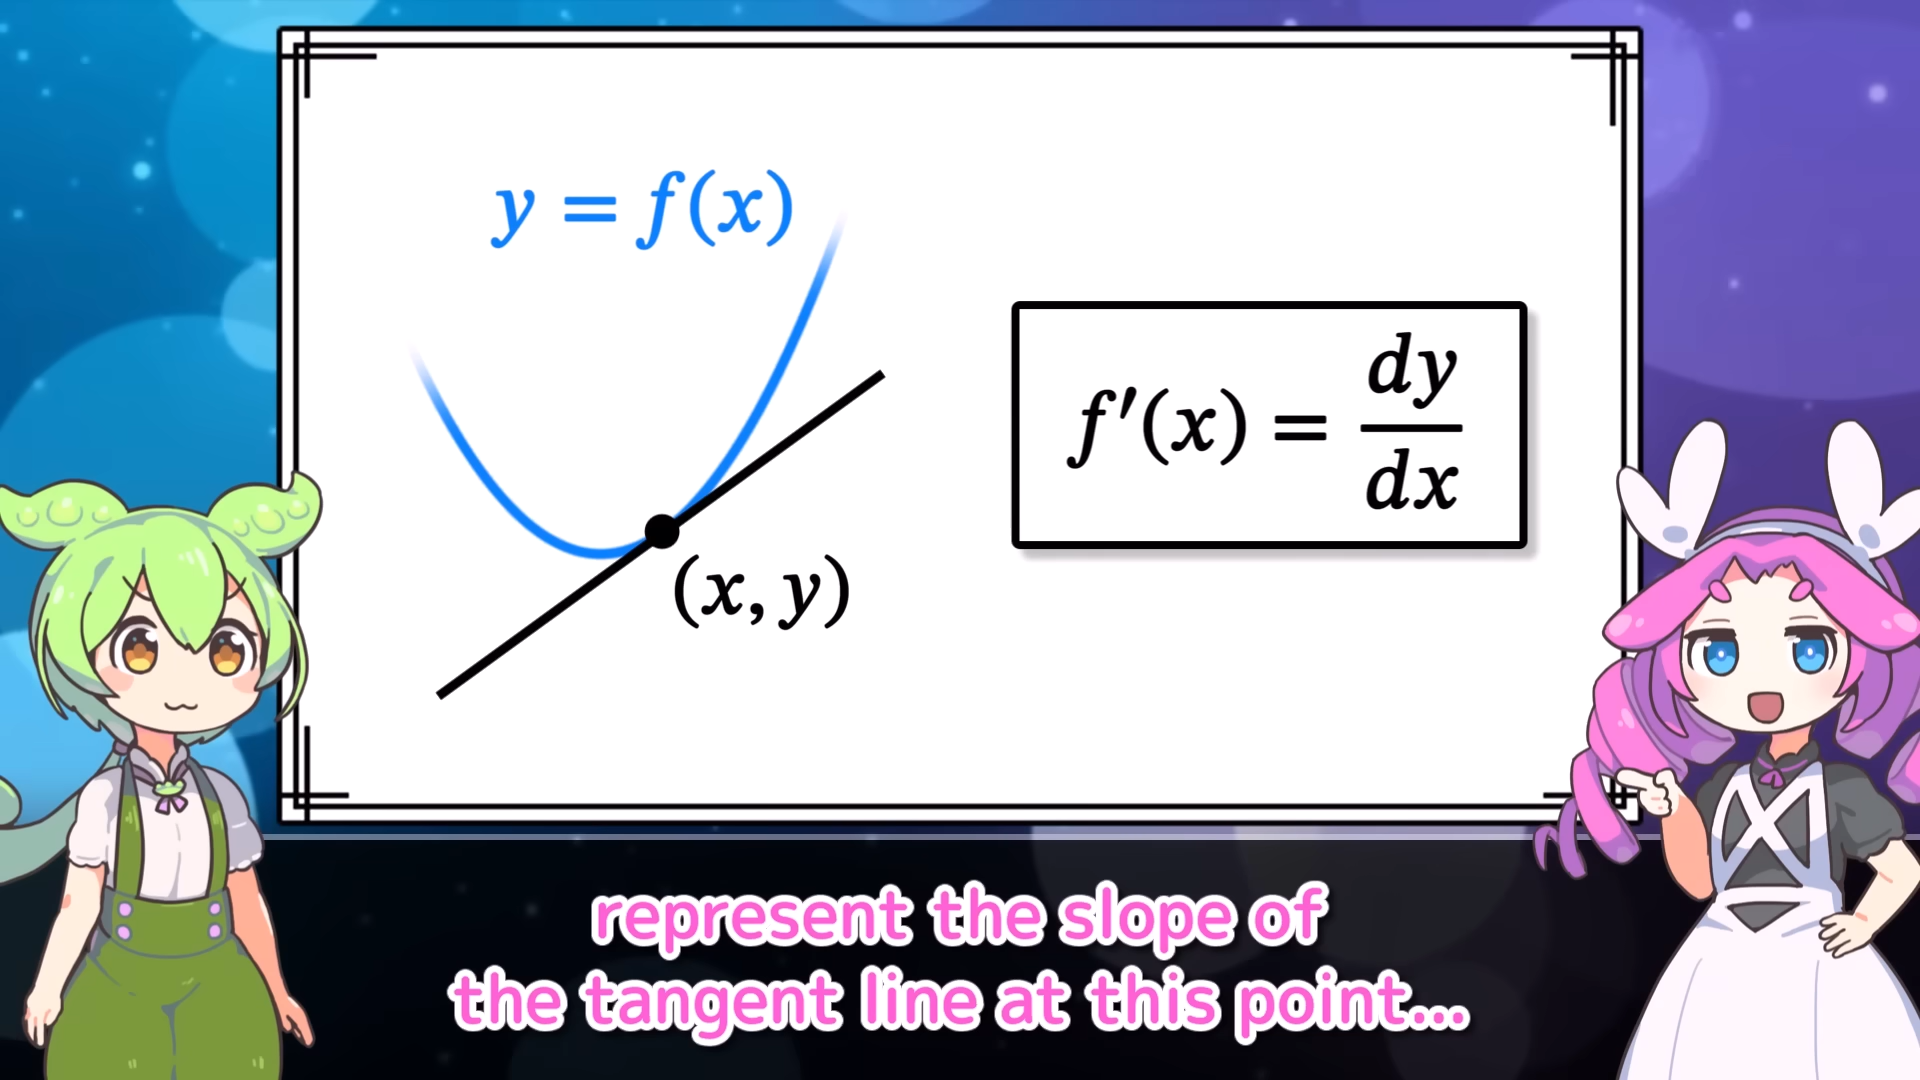 y = f(x)
(x, y)
f′(x) = dy/dx
represent the slope of
the tangent line at this point...